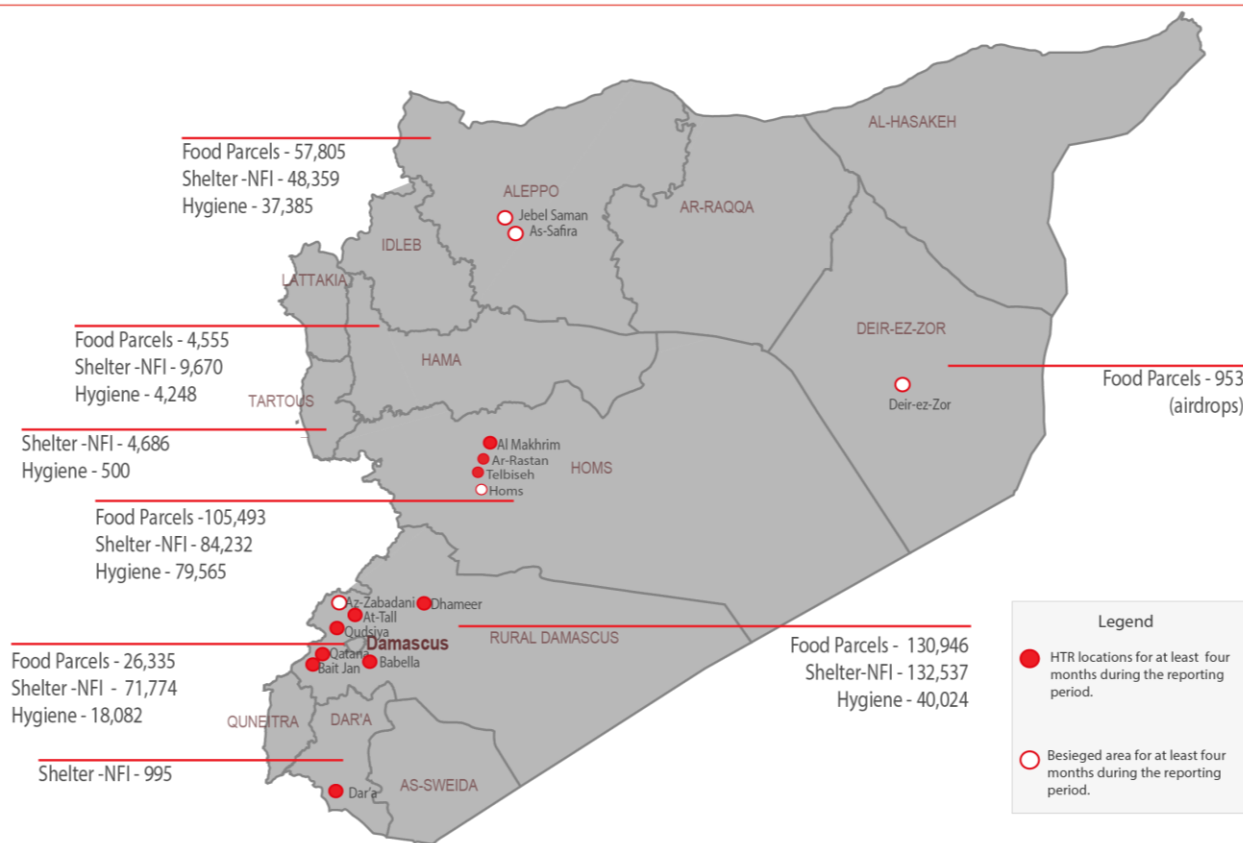 AL-HASAKEH
Food Parcels - 57,805
Shelter -NFI - 48,359
Hygiene - 37,385
ALEPPO
Jebel Saman
As-Safira
AR-RAQQA
IDLEB
LATTAKIA
Food Parcels - 4,555
Shelter -NFI - 9,670
Hygiene - 4,248
HAMA
DEIR-EZ-ZOR
Deir-ez-Zor
Food Parcels - 953
(airdrops)
TARTOUS
Shelter -NFI - 4,686
Hygiene - 500
Al Makhrim
Ar-Rastan
Telbiseh
Homs
HOMS
Food Parcels -105,493
Shelter -NFI - 84,232
Hygiene - 79,565
Az-Zabadani
Dhameer
At-Tall
Qudsiya
Damascus
RURAL DAMASCUS
Qatana
Bait Jan
Babella
Food Parcels - 130,946
Shelter-NFI - 132,537
Hygiene - 40,024
Food Parcels - 26,335
Shelter -NFI - 71,774
Hygiene - 18,082
QUNEITRA
DAR'A
Shelter -NFI - 995
Dar'a
AS-SWEIDA
Legend
HTR locations for at least four
months during the reporting
period.
Besieged area for at least four
months during the reporting
period.